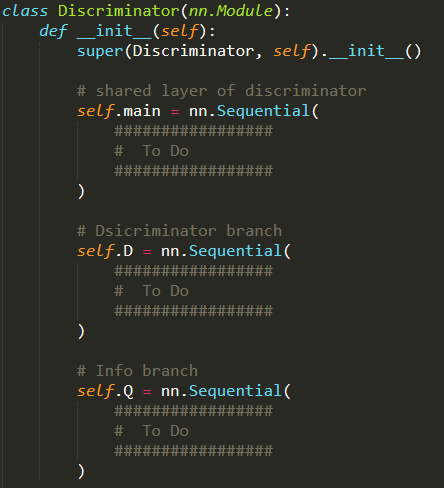 class Discriminator(nn.Module):
    def __init__(self):
        super(Discriminator, self).__init__()
        # shared layer of discriminator
        self.main = nn.Sequential(
            #################
            #  To Do
            #################
        )
        # Dsicriminator branch
        self.D = nn.Sequential(
            #################
            #  To Do
            #################
        )
        # Info branch
        self.Q = nn.Sequential(
            #################
            #  To Do
            #################
        )